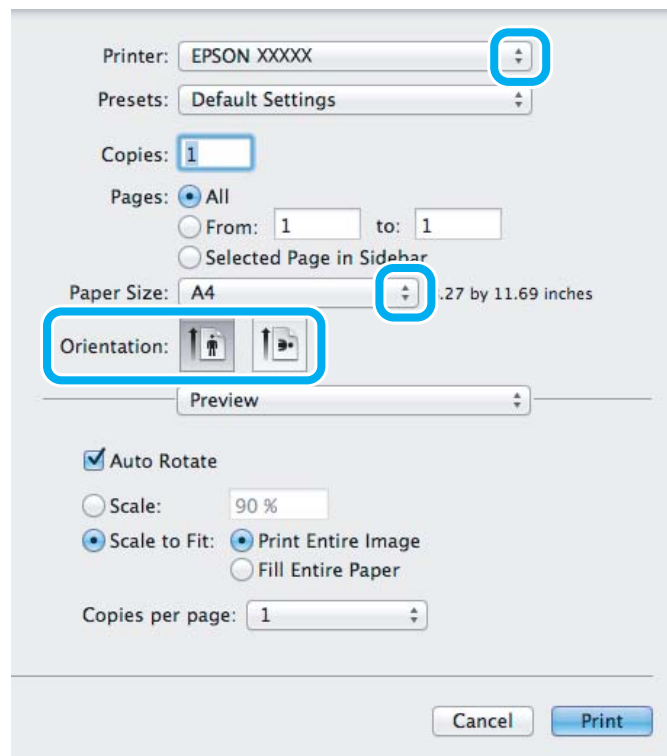 Printer: EPSON XXXXX
Presets: Default Settings
Copies: 1
Pages: All
From: 1 to: 1
Selected Page in Sidebar
Paper Size: A4 .27 by 11.69 inches
Orientation:
Preview
Auto Rotate
Scale: 90 %
Scale to Fit: Print Entire Image
Fill Entire Paper
Copies per page: 1
Cancel Print